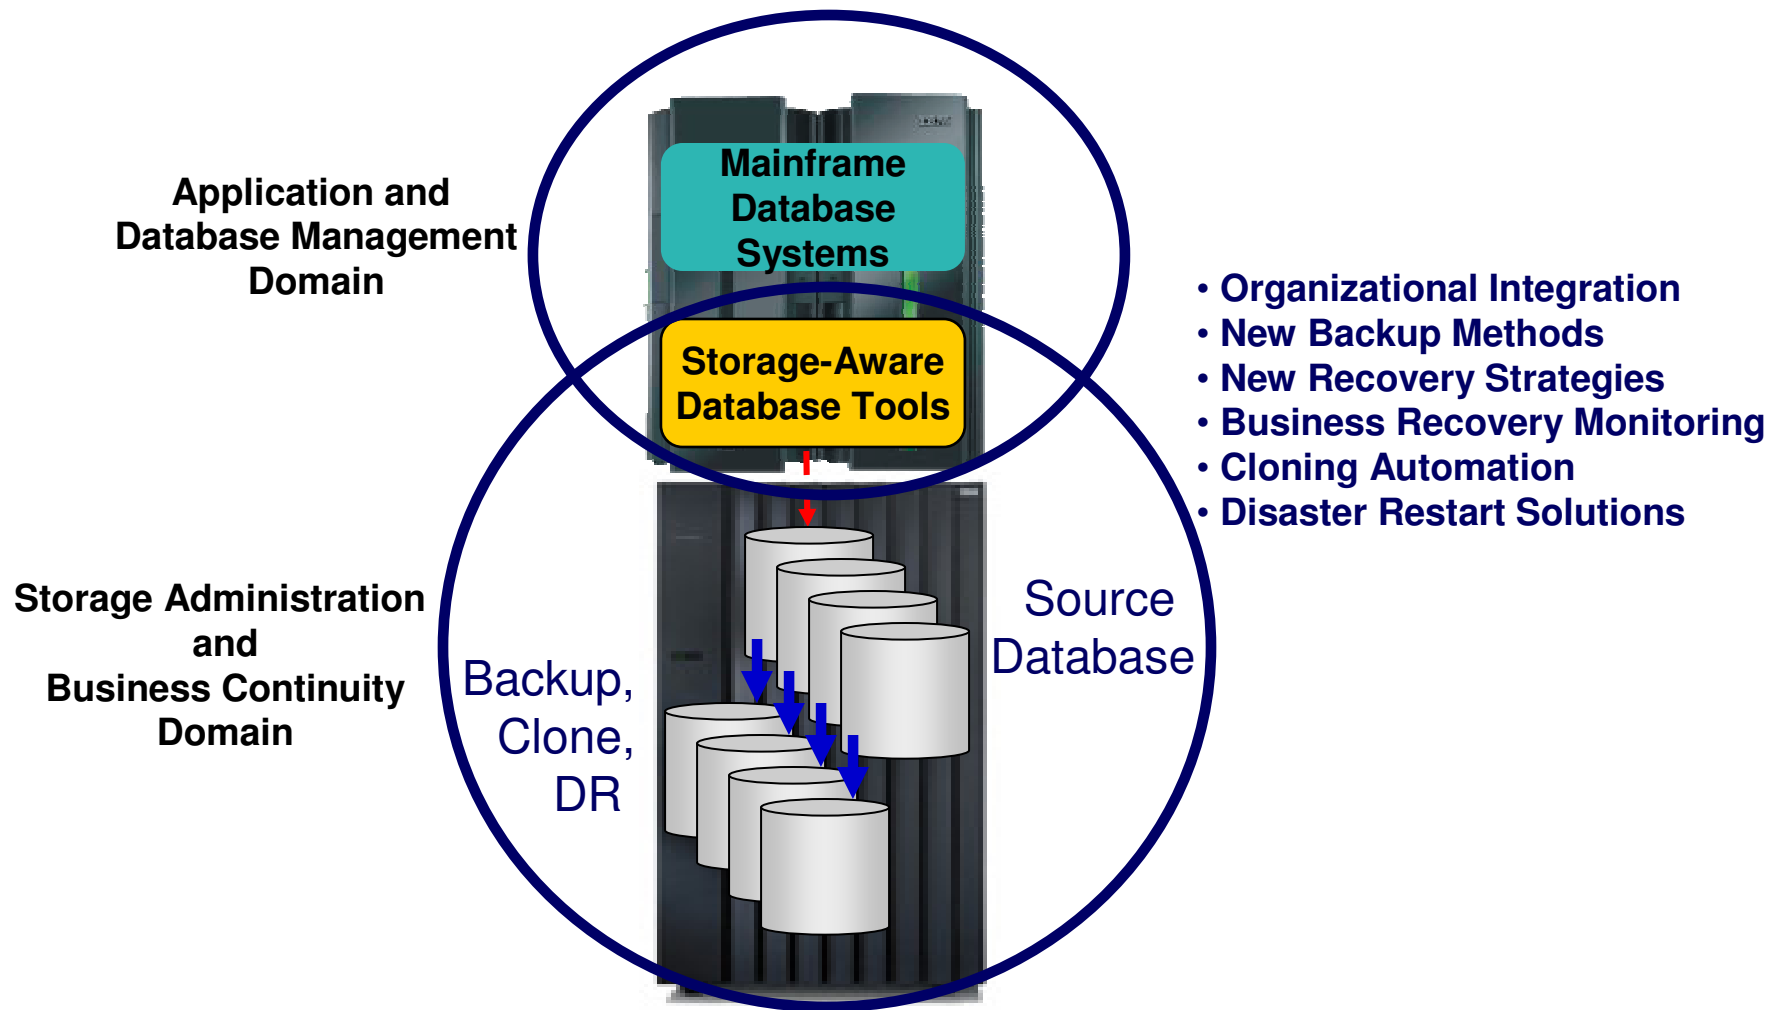 Application and
Database Management
Domain
Mainframe
Database
Systems
Storage-Aware
Database Tools
• Organizational Integration
• New Backup Methods
• New Recovery Strategies
• Business Recovery Monitoring
• Cloning Automation
• Disaster Restart Solutions
Storage Administration
and
Business Continuity
Domain
Backup,
Clone,
DR
Source
Database